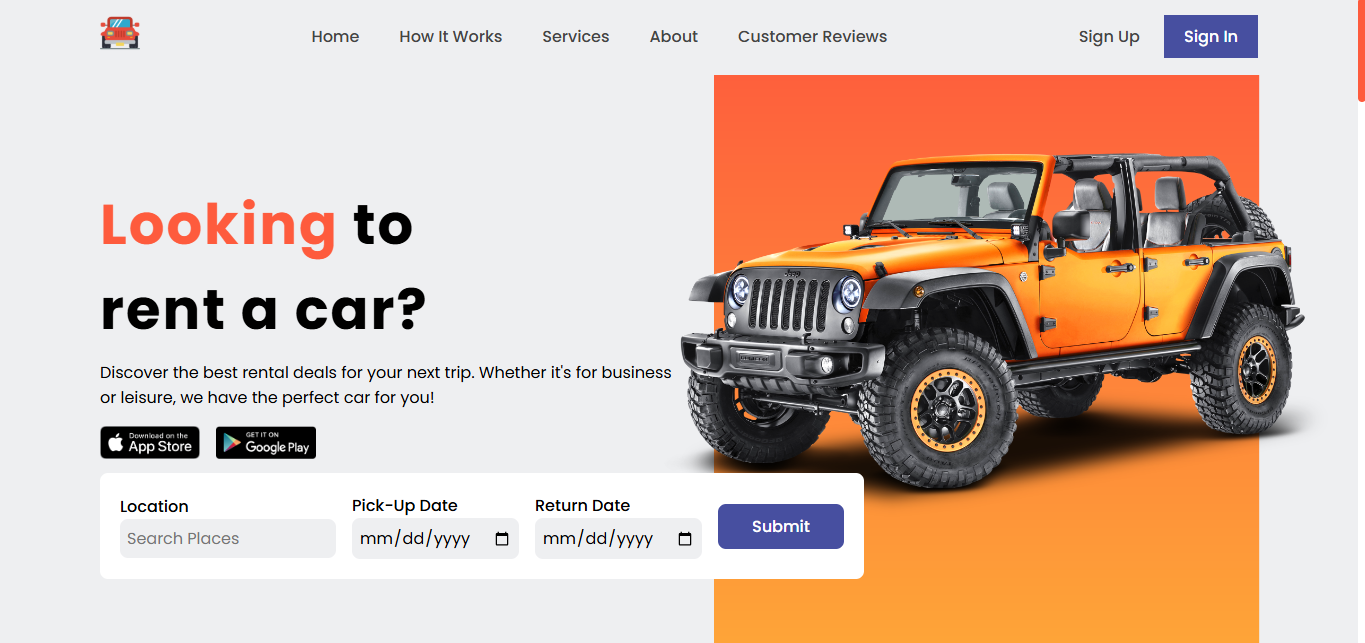 Home How It Works Services About Customer Reviews Sign Up Sign In
Looking to
rent a car?
Discover the best rental deals for your next trip. Whether it's for business
or leisure, we have the perfect car for you!
Download on the
App Store
GET IT ON
Google Play
Location Pick-Up Date Return Date
Search Places mm/dd/yyyy mm/dd/yyyy Submit
Jeep